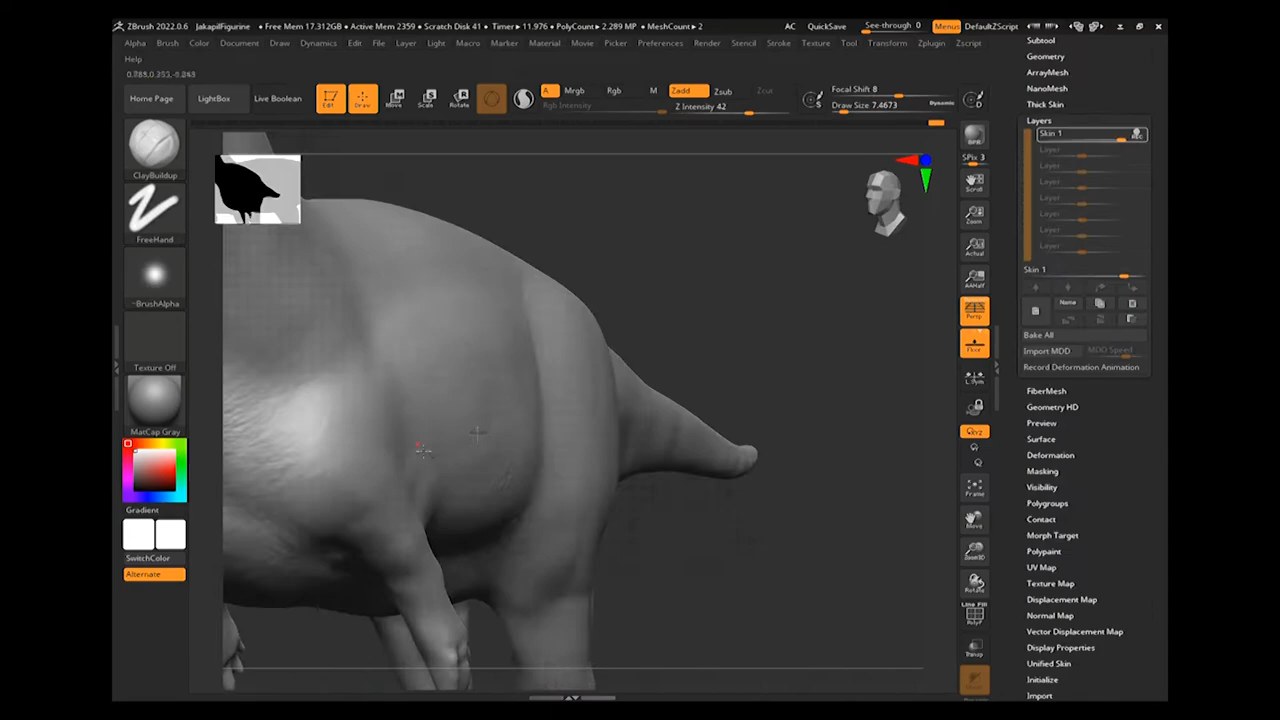 ZBrush 2022.0.6 JakapilFigurine • Free Mem 17.312GB • Active Mem 2359 • Scratch Disk 41 • Timer▸11.976 • PolyCount▸2.289 MP • MeshCount▸2 AC QuickSave See-through 0 Menus DefaultZScript
Alpha Brush Color Document Draw Dynamics Edit File Layer Light Macro Marker Material Movie Picker Preferences Render Stencil Stroke Texture Tool Transform Zplugin Zscript
Help
Home Page LightBox Live Boolean Edit Draw Move Scale Rotate A Mrgb Rgb M Zadd Zsub Zcut Focal Shift 8
Rgb Intensity Z Intensity 42 Draw Size 7.4673 Dynamic
S D
ClayBuildup
FreeHand
~BrushAlpha
Texture Off
MatCap Gray
Gradient
SwitchColor
Alternate
BPR
SPix 3
Scroll
Zoom
Actual
AAHalf
Persp
Floor
L.Sym
XYZ
Frame
Move
Zoom3D
Rotate
Line Fill
PolyF
Transp
Subtool
Geometry
ArrayMesh
NanoMesh
Thick Skin
Layers
Skin 1 REC
Layer
Layer
Layer
Layer
Layer
Layer
Layer
Skin 1
Name
Bake All
Import MDD MDD Speed
Record Deformation Animation
FiberMesh
Geometry HD
Preview
Surface
Deformation
Masking
Visibility
Polygroups
Contact
Morph Target
Polypaint
UV Map
Texture Map
Displacement Map
Normal Map
Vector Displacement Map
Display Properties
Unified Skin
Initialize
Import